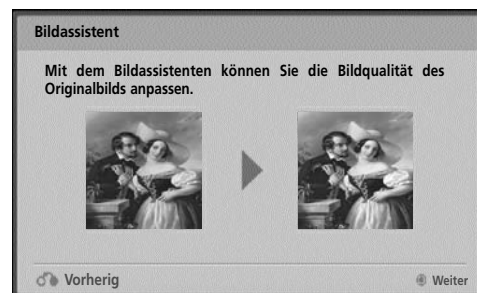 Bildassistent
Mit dem Bildassistenten können Sie die Bildqualität des
Originalbilds anpassen.
Vorherig
Weiter